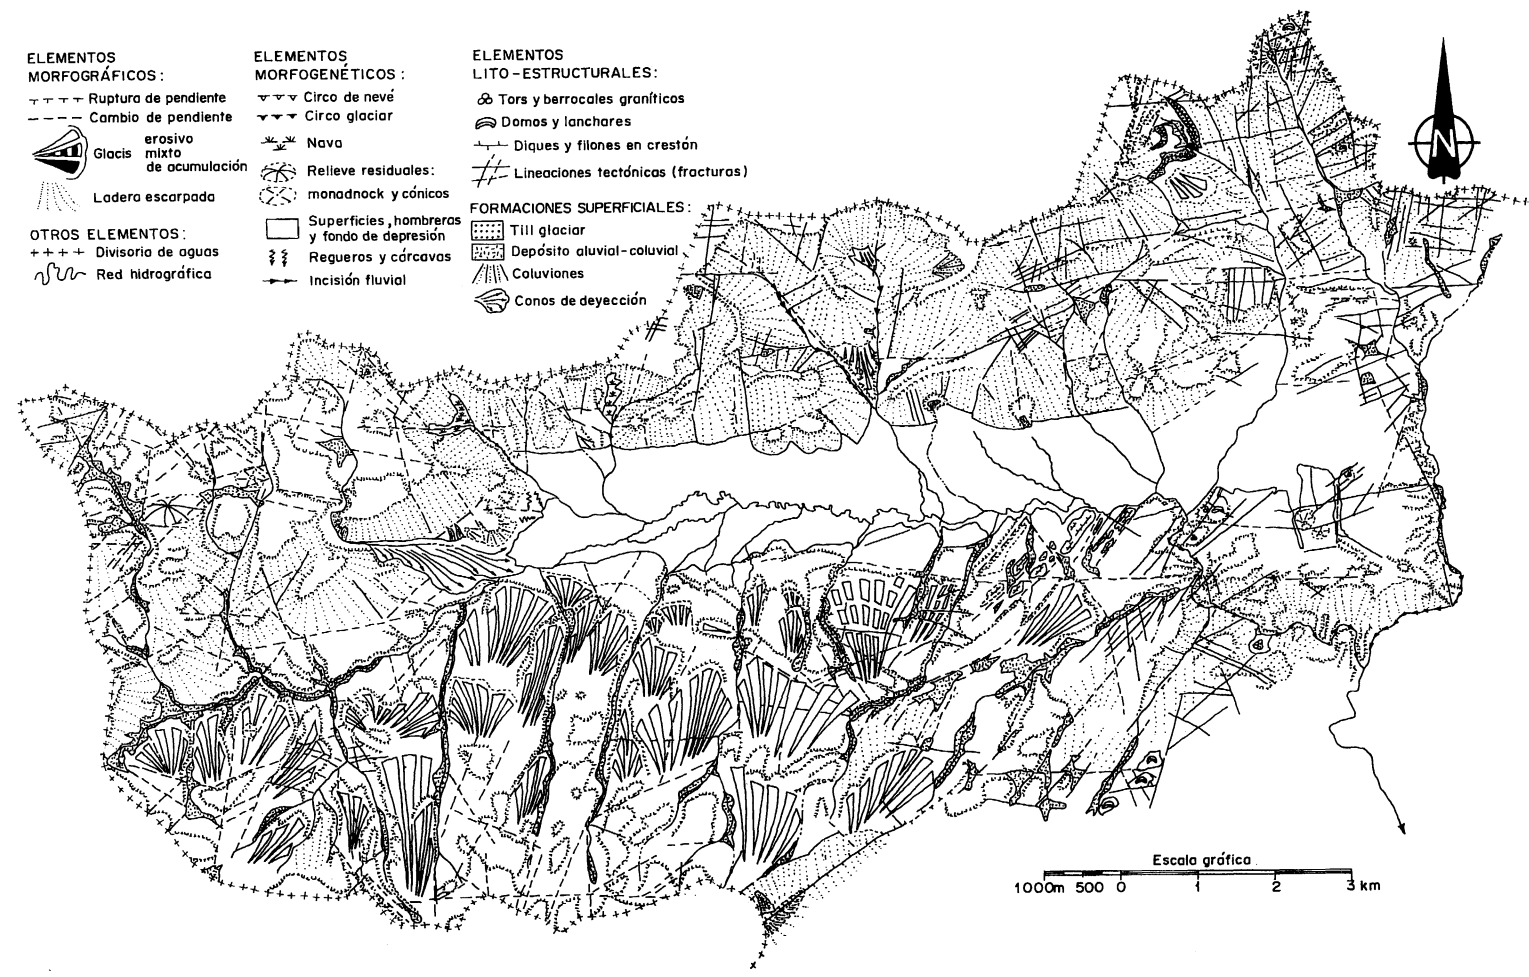 ELEMENTOS
MORFOGRÁFICOS:
Ruptura de pendiente
Cambio de pendiente
Glacis
erosivo
mixto
de acumulación
Ladera escarpada
OTROS ELEMENTOS:
Divisoria de aguas
Red hidrográfica
ELEMENTOS
MORFOGENÉTICOS:
Circo de nevé
Circo glaciar
Nava
Relieve residuales:
monadnock y cónicos
Superficies, hombreras
y fondo de depresión
Regueros y cárcavas
Incisión fluvial
ELEMENTOS
LITO-ESTRUCTURALES:
Tors y berrocales graníticos
Domos y lanchares
Diques y filones en crestón
Lineaciones tectónicas (fracturas)
FORMACIONES SUPERFICIALES:
Till glaciar
Depósito aluvial-coluvial
Coluviones
Conos de deyección
N
Escala gráfica
1000m 500 0 1 2 3 km